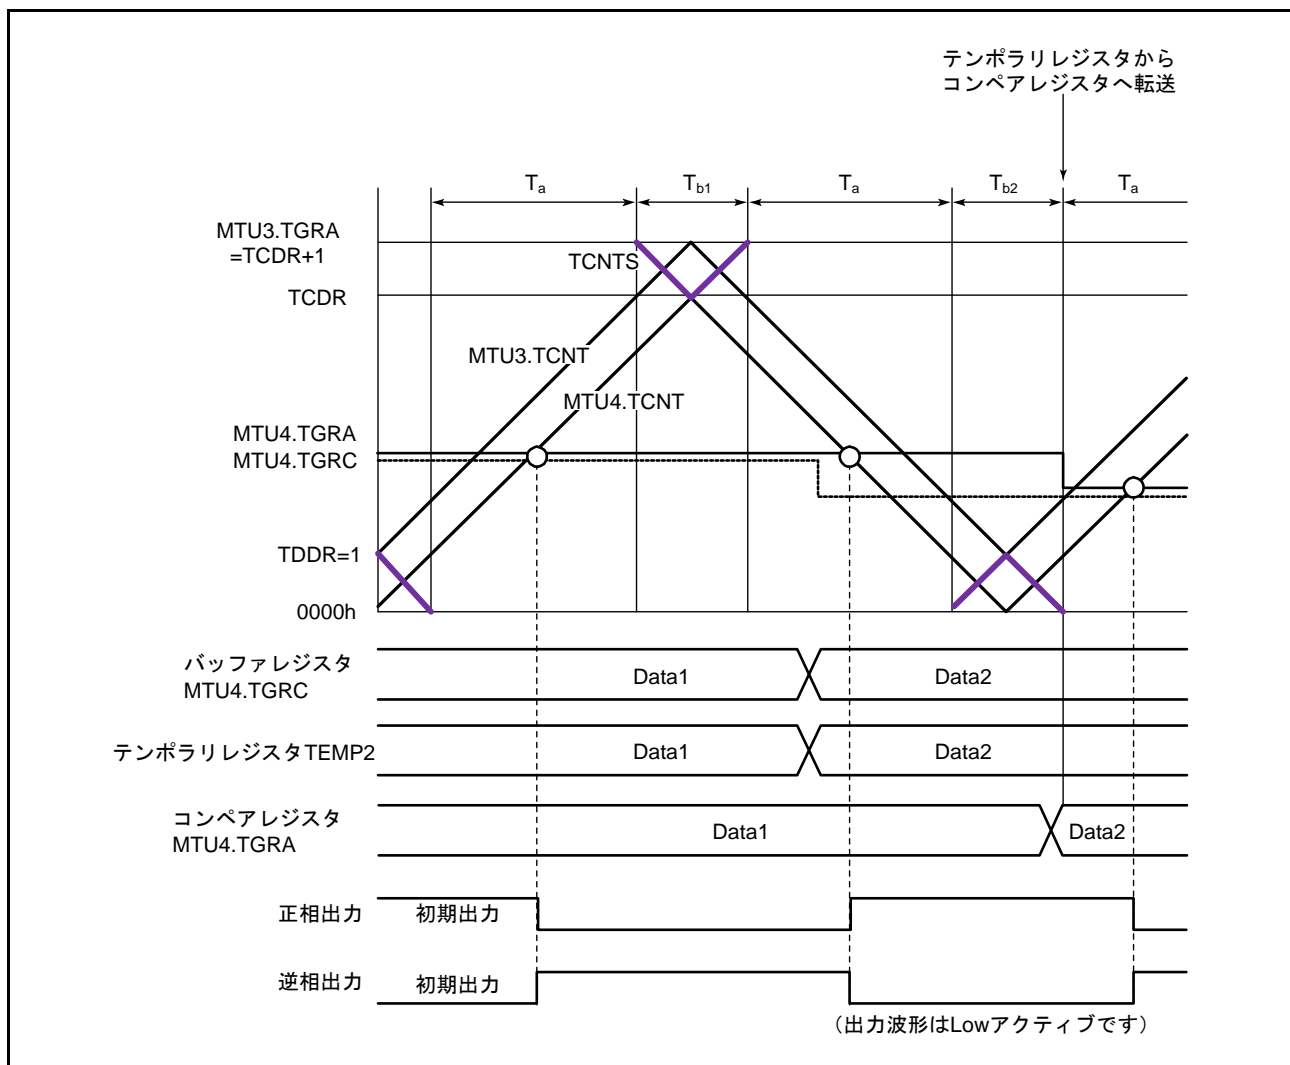 テンポラリレジスタから
コンペアレジスタへ転送
Ta Tb1 Ta Tb2 Ta
MTU3.TGRA
=TCDR+1
TCNTS
TCDR
MTU3.TCNT
MTU4.TCNT
MTU4.TGRA
MTU4.TGRC
TDDR=1
0000h
バッファレジスタ
MTU4.TGRC
Data1 Data2
テンポラリレジスタTEMP2
Data1 Data2
コンペアレジスタ
MTU4.TGRA
Data1 Data2
正相出力 初期出力
逆相出力 初期出力
（出力波形はLowアクティブです）